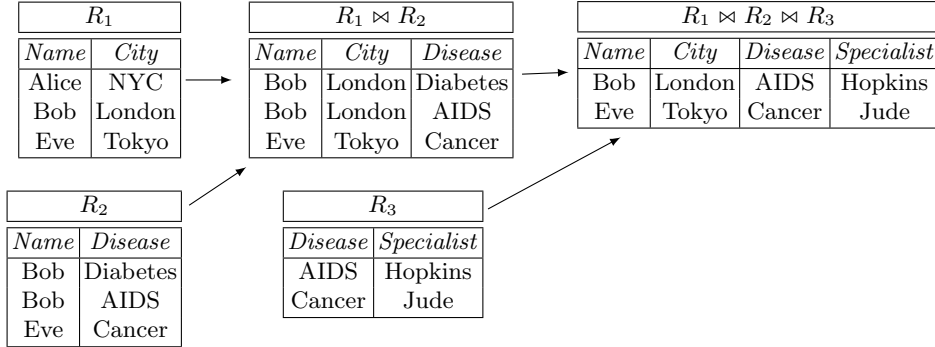 R₁
Name City
Alice NYC
Bob London
Eve Tokyo
R₁ ⋈ R₂
Name City Disease
Bob London Diabetes
Bob London AIDS
Eve Tokyo Cancer
R₁ ⋈ R₂ ⋈ R₃
Name City Disease Specialist
Bob London AIDS Hopkins
Eve Tokyo Cancer Jude
R₂
Name Disease
Bob Diabetes
Bob AIDS
Eve Cancer
R₃
Disease Specialist
AIDS Hopkins
Cancer Jude